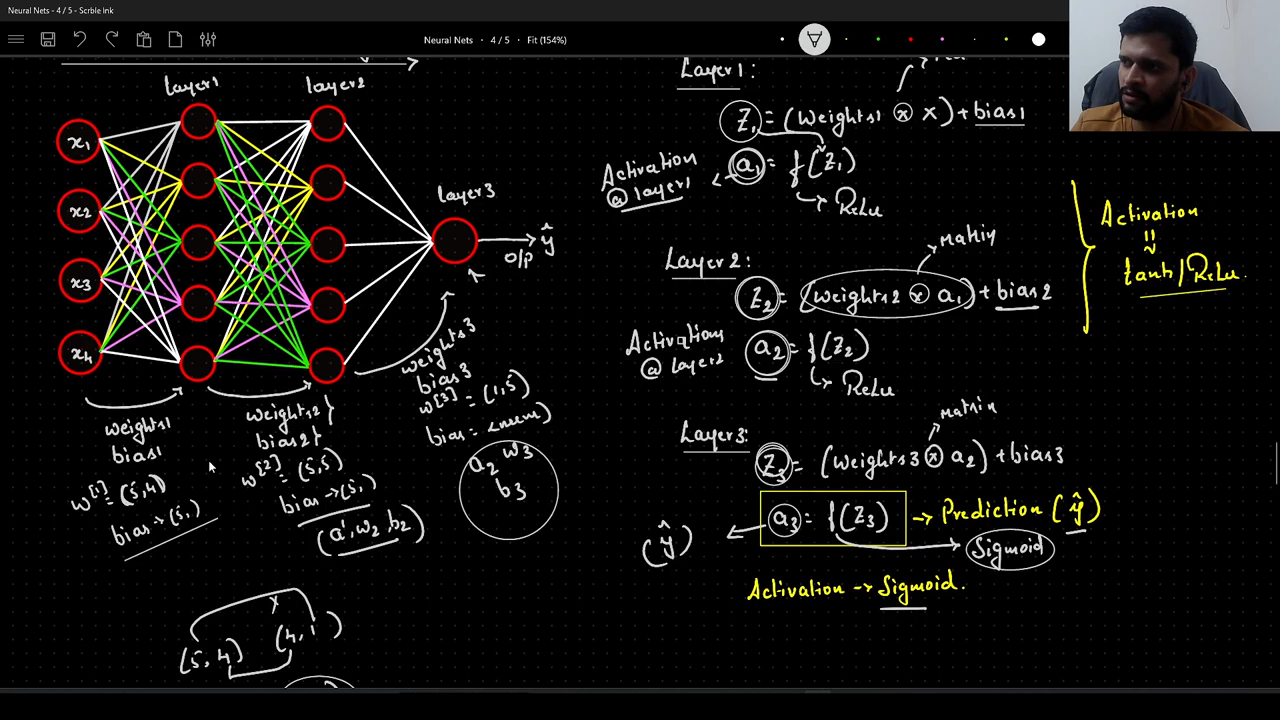 Neural Nets - 4 / 5 - Scrble Ink
Neural Nets • 4 / 5 • Fit (154%)
layer1
layer2
layer3
x1
x2
x3
x4
ŷ
o/p
weights1
bias1
w[1] = (5,4)
bias → (5,)
weights2
bias2
w[2] = (5,5)
bias → (5,)
(a', w2, b2)
weights3
bias3
w[3] = (1,5)
bias = <num)
a2 w3
b3
(5,4) x (4,1)
Layer1:
Z1 = (weights1 ⊗ x) + bias1
Activation
@ layer1
a1 = f(Z1)
ReLu
Layer2:
matrix
Z2 = (weights2 ⊗ a1) + bias2
Activations
@ layer2
a2 = f(Z2)
ReLu
Layer3:
matrix
Z3 = (weights3 ⊗ a2) + bias3
(ŷ) a3 = f(Z3) → Prediction (ŷ)
Sigmoid
Activation → Sigmoid.
Activation
tanh/ReLu.